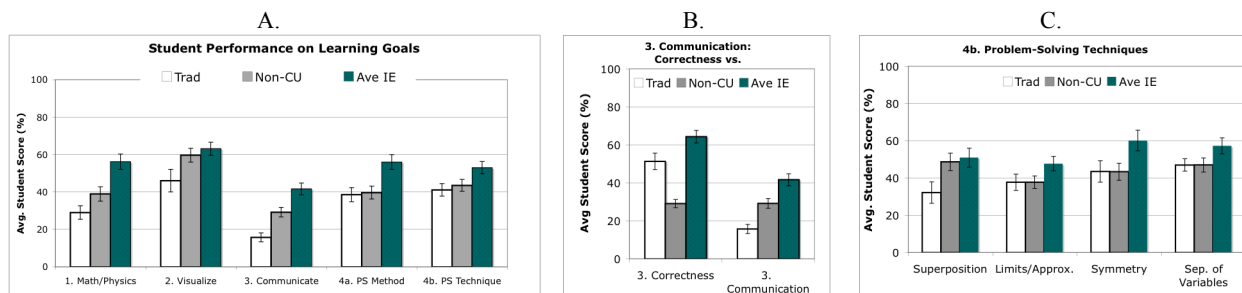 A.
Student Performance on Learning Goals
Trad
Non-CU
Ave IE
Avg. Student Score (%)
100
80
60
40
20
0
1. Math/Physics
2. Visualize
3. Communicate
4a. PS Method
4b. PS Technique
B.
3. Communication:
Correctness vs.
Trad
Non-CU
Ave IE
Avg Student Score (%)
100
80
60
40
20
0
3. Correctness
3.
Communication
C.
4b. Problem-Solving Techniques
Trad
Non-CU
Ave IE
Avg. Student Score (%)
100
80
60
40
20
0
Superposition
Limits/Approx.
Symmetry
Sep. of
Variables